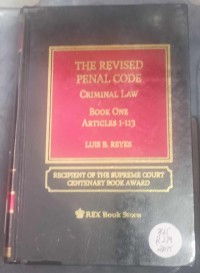 THE REVISED
PENAL CODE
CRIMINAL LAW
BOOK ONE
ARTICLES 1-113
LUIS B. REYES
RECIPIENT OF THE SUPREME COURT
CENTENARY BOOK AWARD
REX Book Store